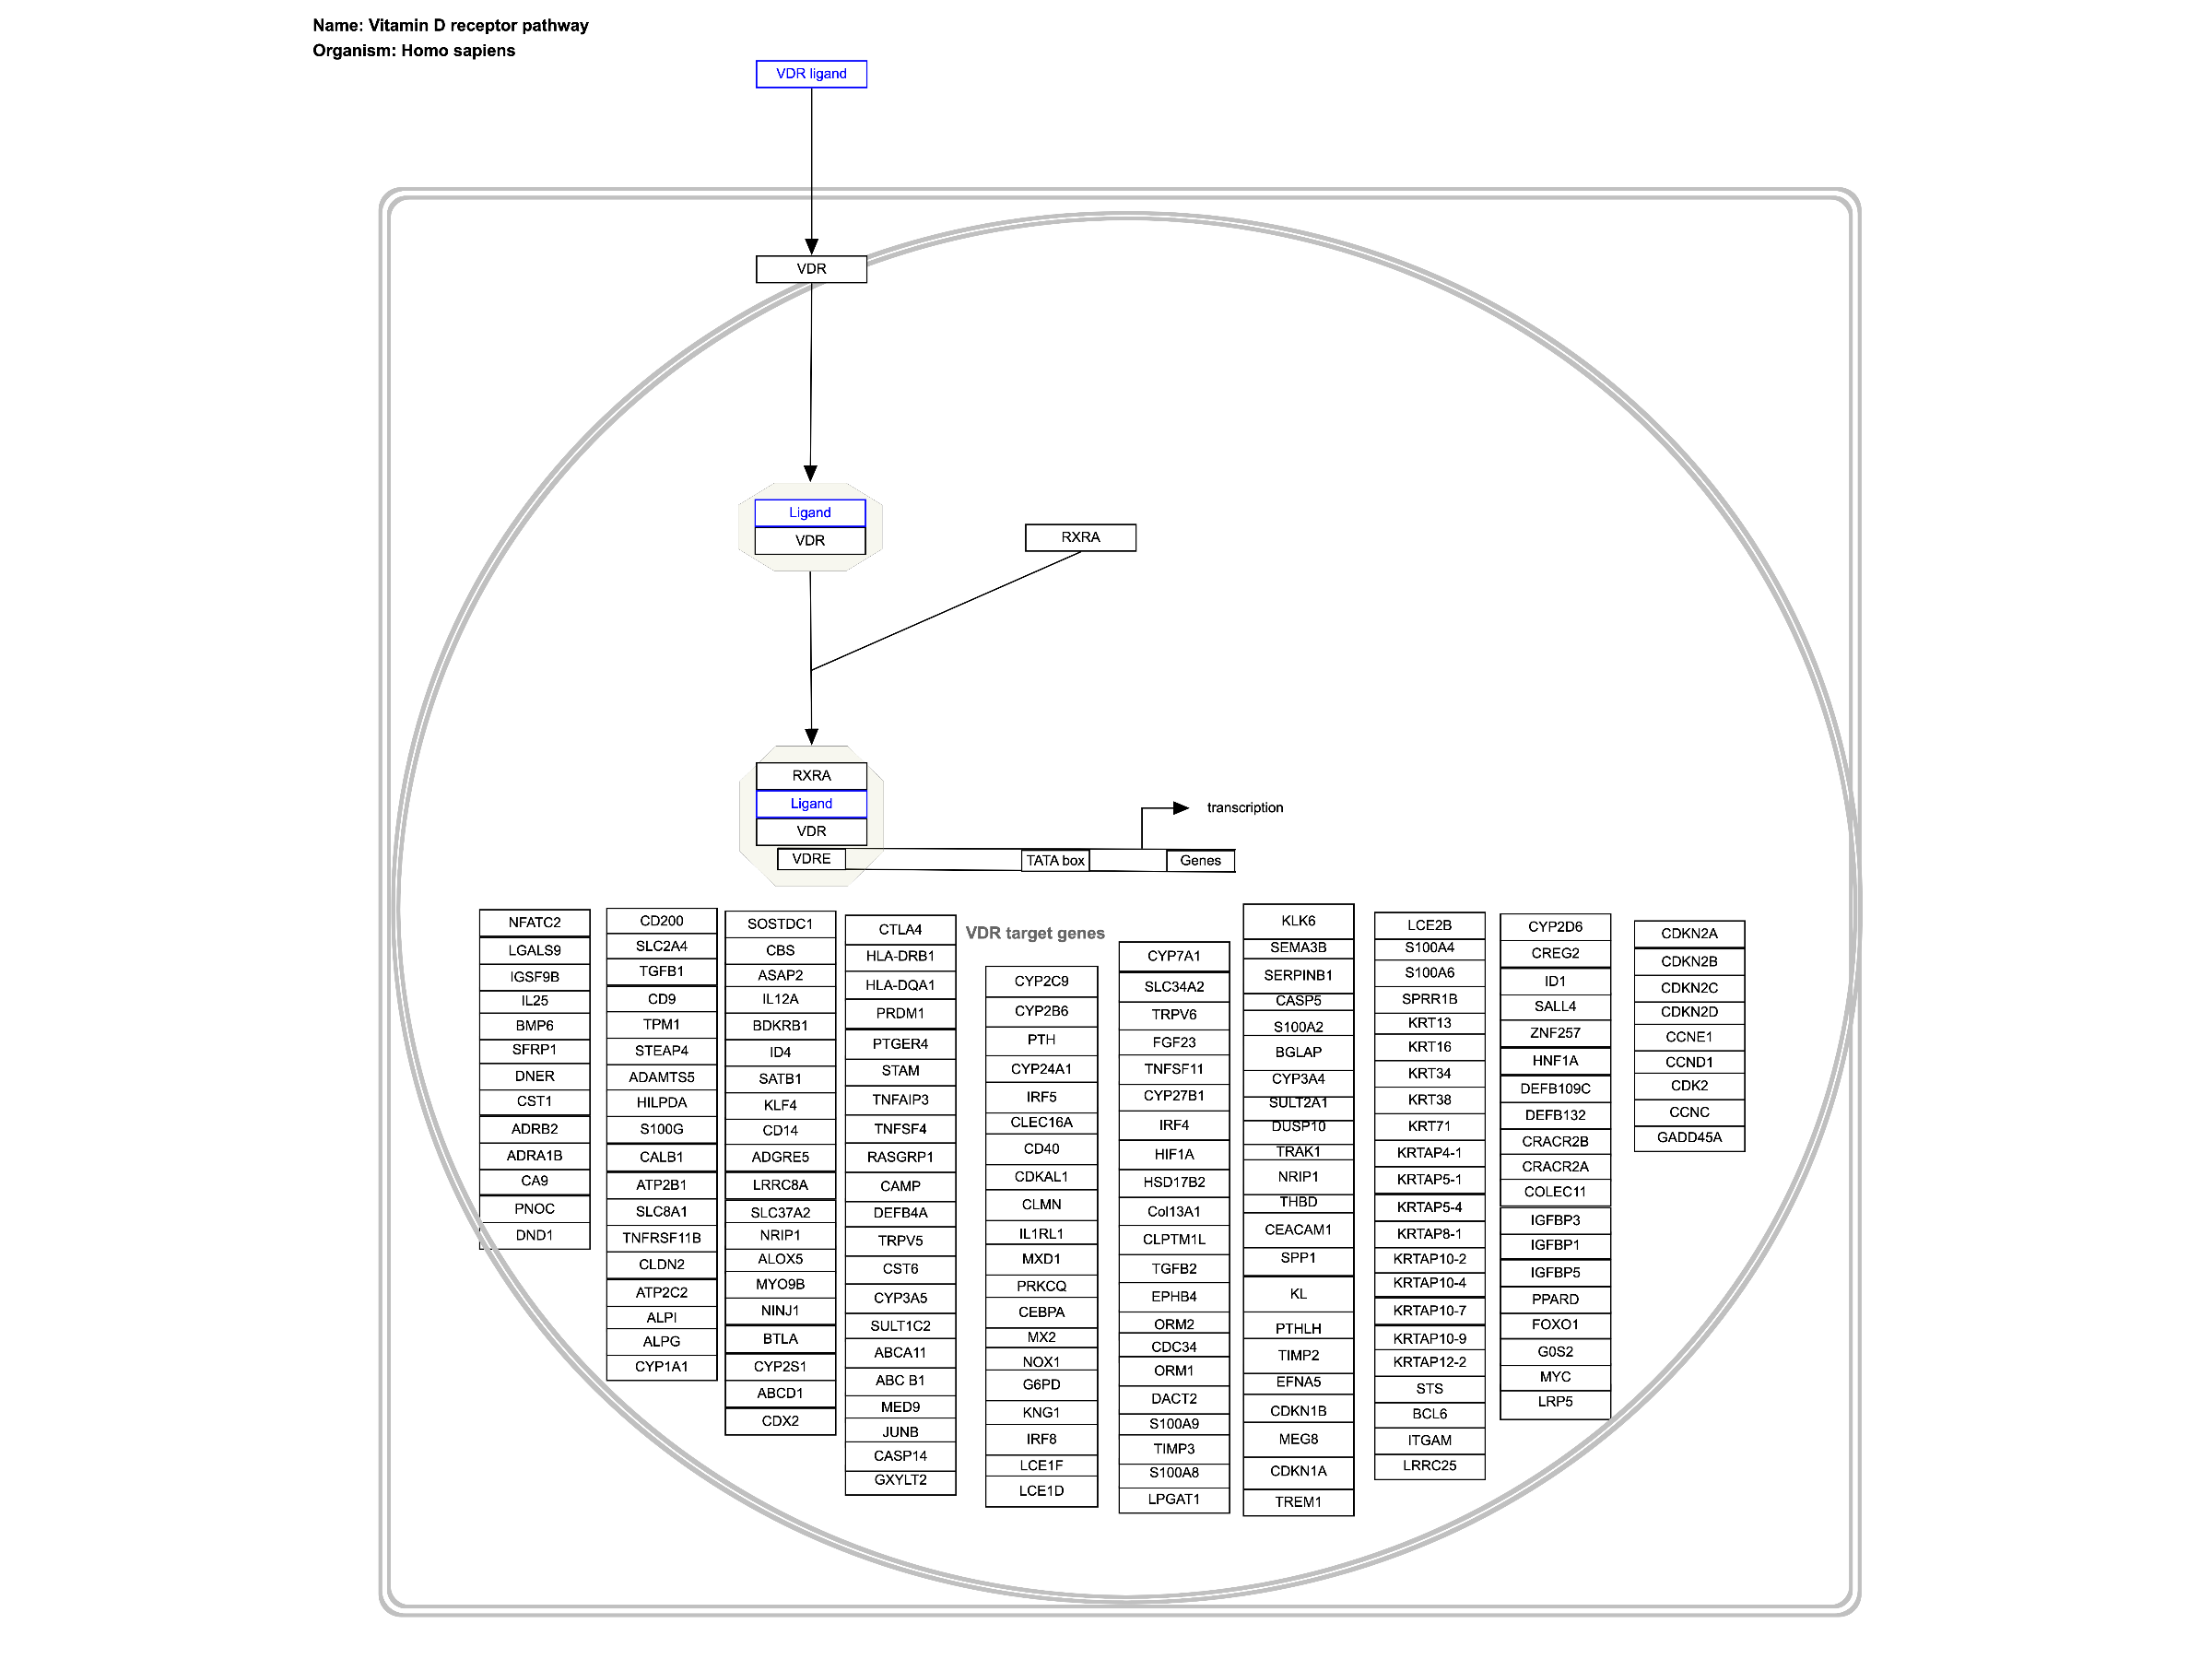 Name: Vitamin D receptor pathway
Organism: Homo sapiens
VDR ligand
VDR
Ligand
VDR
RXRA
RXRA
Ligand
VDR
VDRE
TATA box
Genes
transcription
VDR target genes
NFATC2
LGALS9
IGSF9B
IL25
BMP6
SFRP1
DNER
CST1
ADRB2
ADRA1B
CA9
PNOC
DND1
CD200
SLC2A4
TGFB1
CD9
TPM1
STEAP4
ADAMTS5
HILPDA
S100G
CALB1
ATP2B1
SLC8A1
TNFRSF11B
CLDN2
ATP2C2
ALPI
ALPG
CYP1A1
SOSTDC1
CBS
ASAP2
IL12A
BDKRB1
ID4
SATB1
KLF4
CD14
ADGRE5
LRRC8A
SLC37A2
NRIP1
ALOX5
MYO9B
NINJ1
BTLA
CYP2S1
ABCD1
CDX2
CTLA4
HLA-DRB1
HLA-DQA1
PRDM1
PTGER4
STAM
TNFAIP3
TNFSF4
RASGRP1
CAMP
DEFB4A
TRPV5
CST6
CYP3A5
SULT1C2
ABCA11
ABC B1
MED9
JUNB
CASP14
GXYLT2
CYP2C9
CYP2B6
PTH
CYP24A1
IRF5
CLEC16A
CD40
CDKAL1
CLMN
IL1RL1
MXD1
PRKCQ
CEBPA
MX2
NOX1
G6PD
KNG1
IRF8
LCE1F
LCE1D
CYP7A1
SLC34A2
TRPV6
FGF23
TNFSF11
CYP27B1
IRF4
HIF1A
HSD17B2
Col13A1
CLPTM1L
TGFB2
EPHB4
ORM2
CDC34
ORM1
DACT2
S100A9
TIMP3
S100A8
LPGAT1
KLK6
SEMA3B
SERPINB1
CASP5
S100A2
BGLAP
CYP3A4
SULT2A1
DUSP10
TRAK1
NRIP1
THBD
CEACAM1
SPP1
KL
PTHLH
TIMP2
EFNA5
CDKN1B
MEG8
CDKN1A
TREM1
LCE2B
S100A4
S100A6
SPRR1B
KRT13
KRT16
KRT34
KRT38
KRT71
KRTAP4-1
KRTAP5-1
KRTAP5-4
KRTAP8-1
KRTAP10-2
KRTAP10-4
KRTAP10-7
KRTAP10-9
KRTAP12-2
STS
BCL6
ITGAM
LRRC25
CYP2D6
CREG2
ID1
SALL4
ZNF257
HNF1A
DEFB109C
DEFB132
CRACR2B
CRACR2A
COLEC11
IGFBP3
IGFBP1
IGFBP5
PPARD
FOXO1
G0S2
MYC
LRP5
CDKN2A
CDKN2B
CDKN2C
CDKN2D
CCNE1
CCND1
CDK2
CCNC
GADD45A